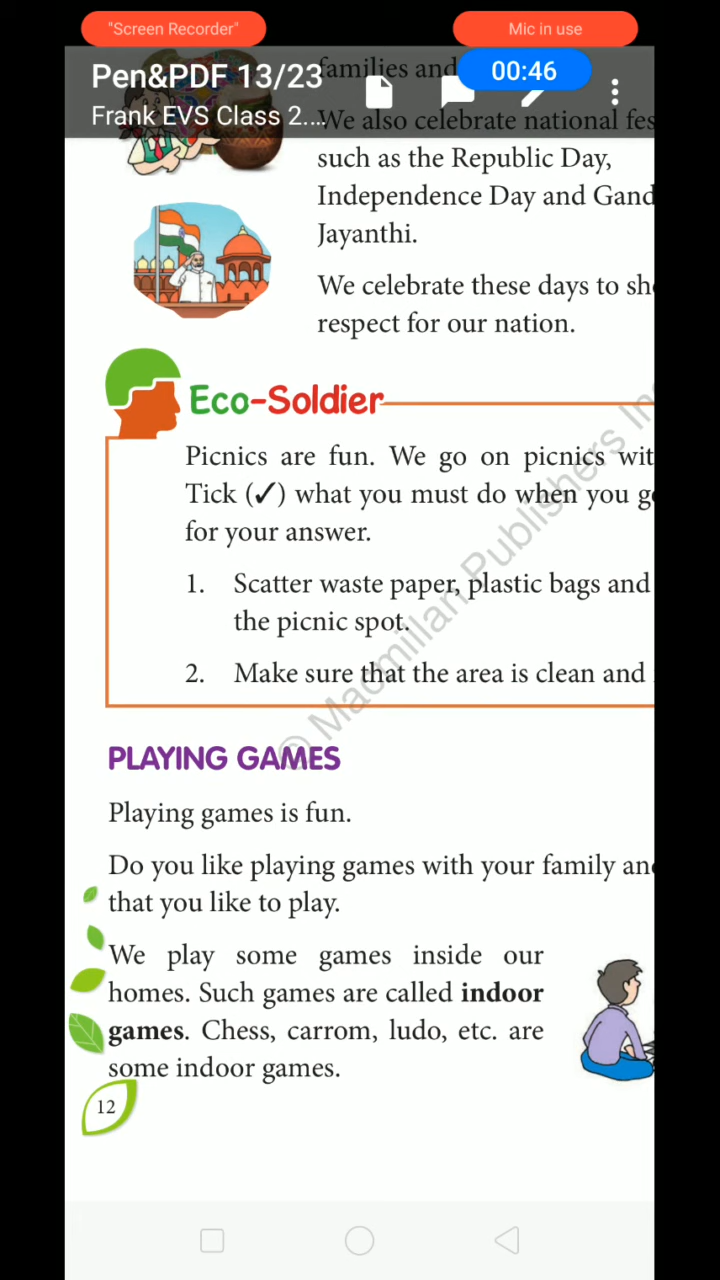 "Screen Recorder"
Mic in use
Pen&PDF 13/23
families and
00:46
Frank EVS Class 2....
We also celebrate national fes
such as the Republic Day,
Independence Day and Gand
Jayanthi.
We celebrate these days to sh
respect for our nation.
Eco-Soldier
Picnics are fun. We go on picnics wit
Tick (✓) what you must do when you g
for your answer.
1. Scatter waste paper, plastic bags and
the picnic spot.
2. Make sure that the area is clean and
© Macmillan Publishers In
PLAYING GAMES
Playing games is fun.
Do you like playing games with your family an
that you like to play.
We play some games inside our
homes. Such games are called indoor
games. Chess, carrom, ludo, etc. are
some indoor games.
12